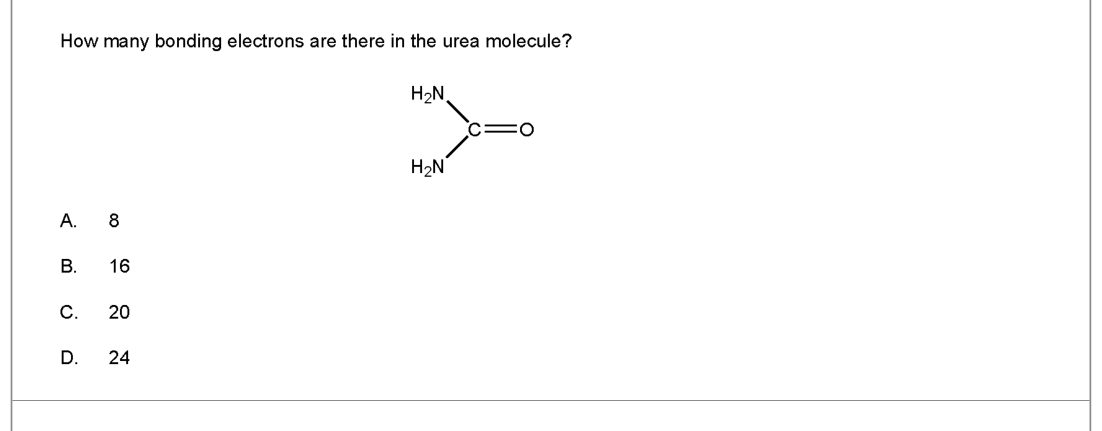 How many bonding electrons are there in the urea molecule?
H₂N
C=O
H₂N
A. 8
B. 16
C. 20
D. 24